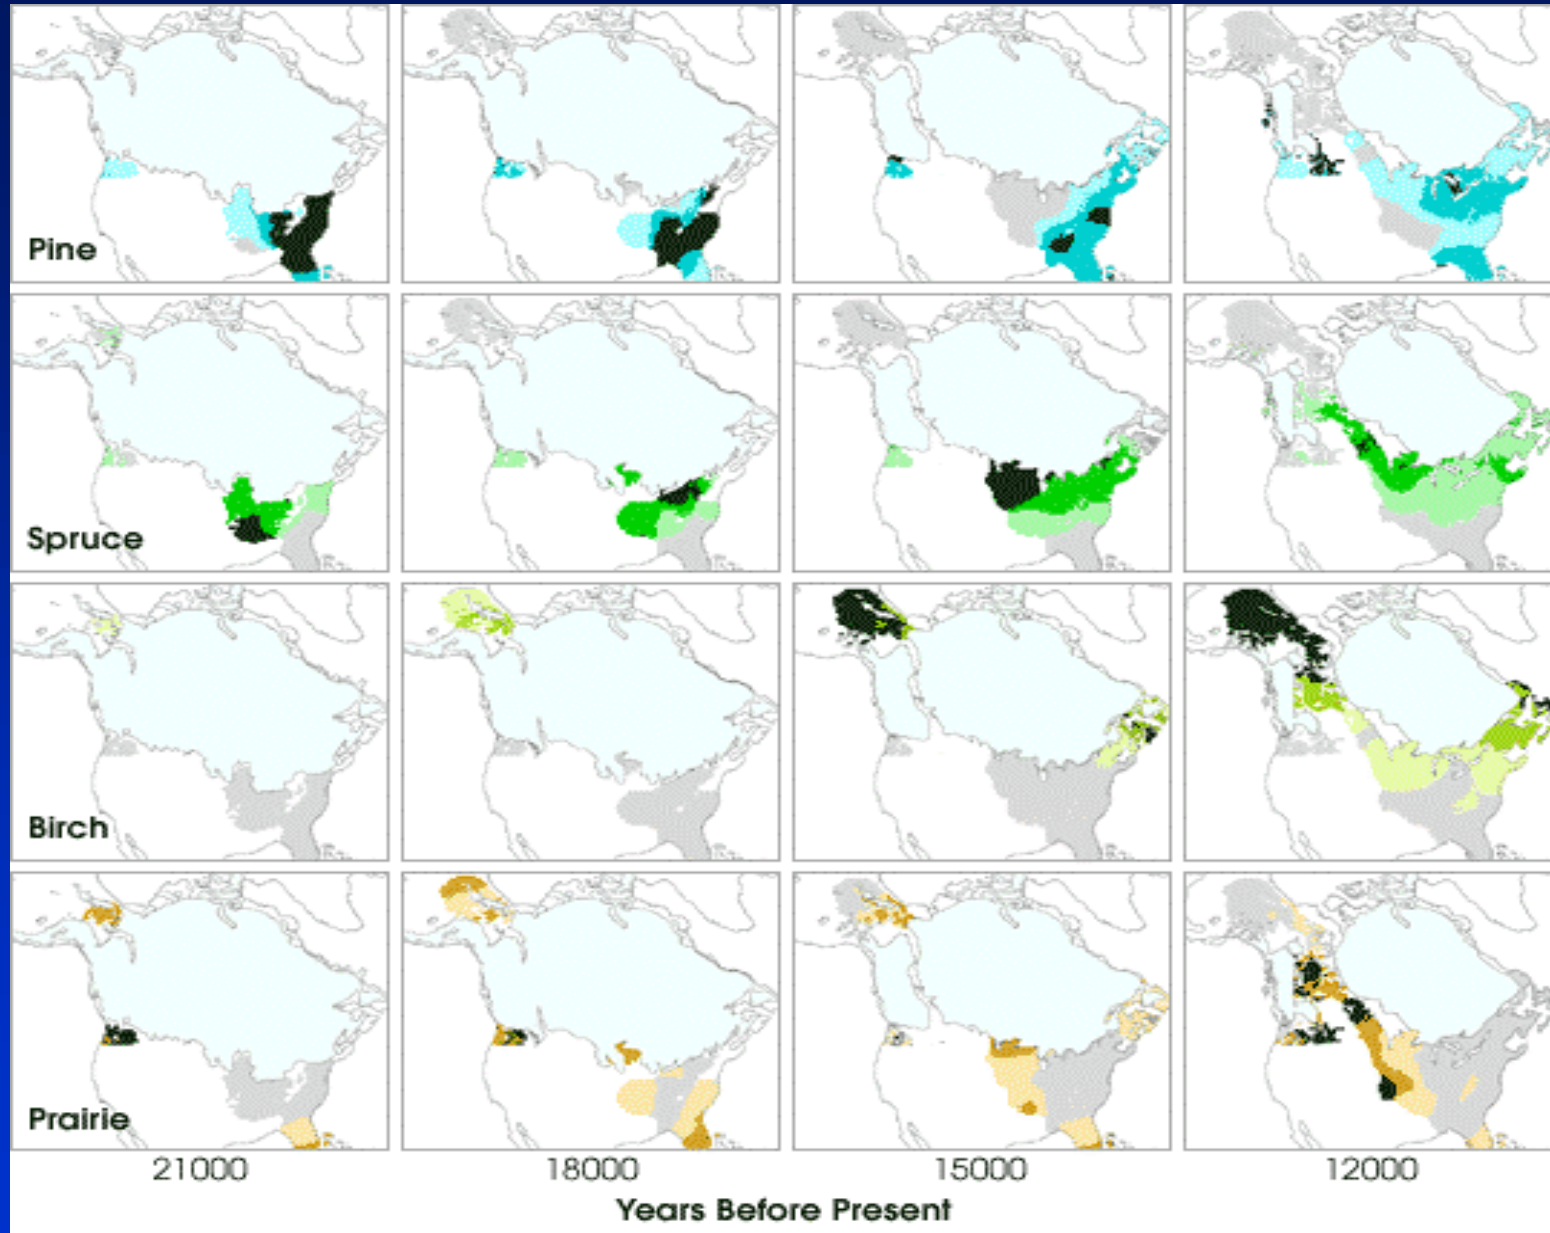 Pine
Spruce
Birch
Prairie
21000 18000 15000 12000
Years Before Present